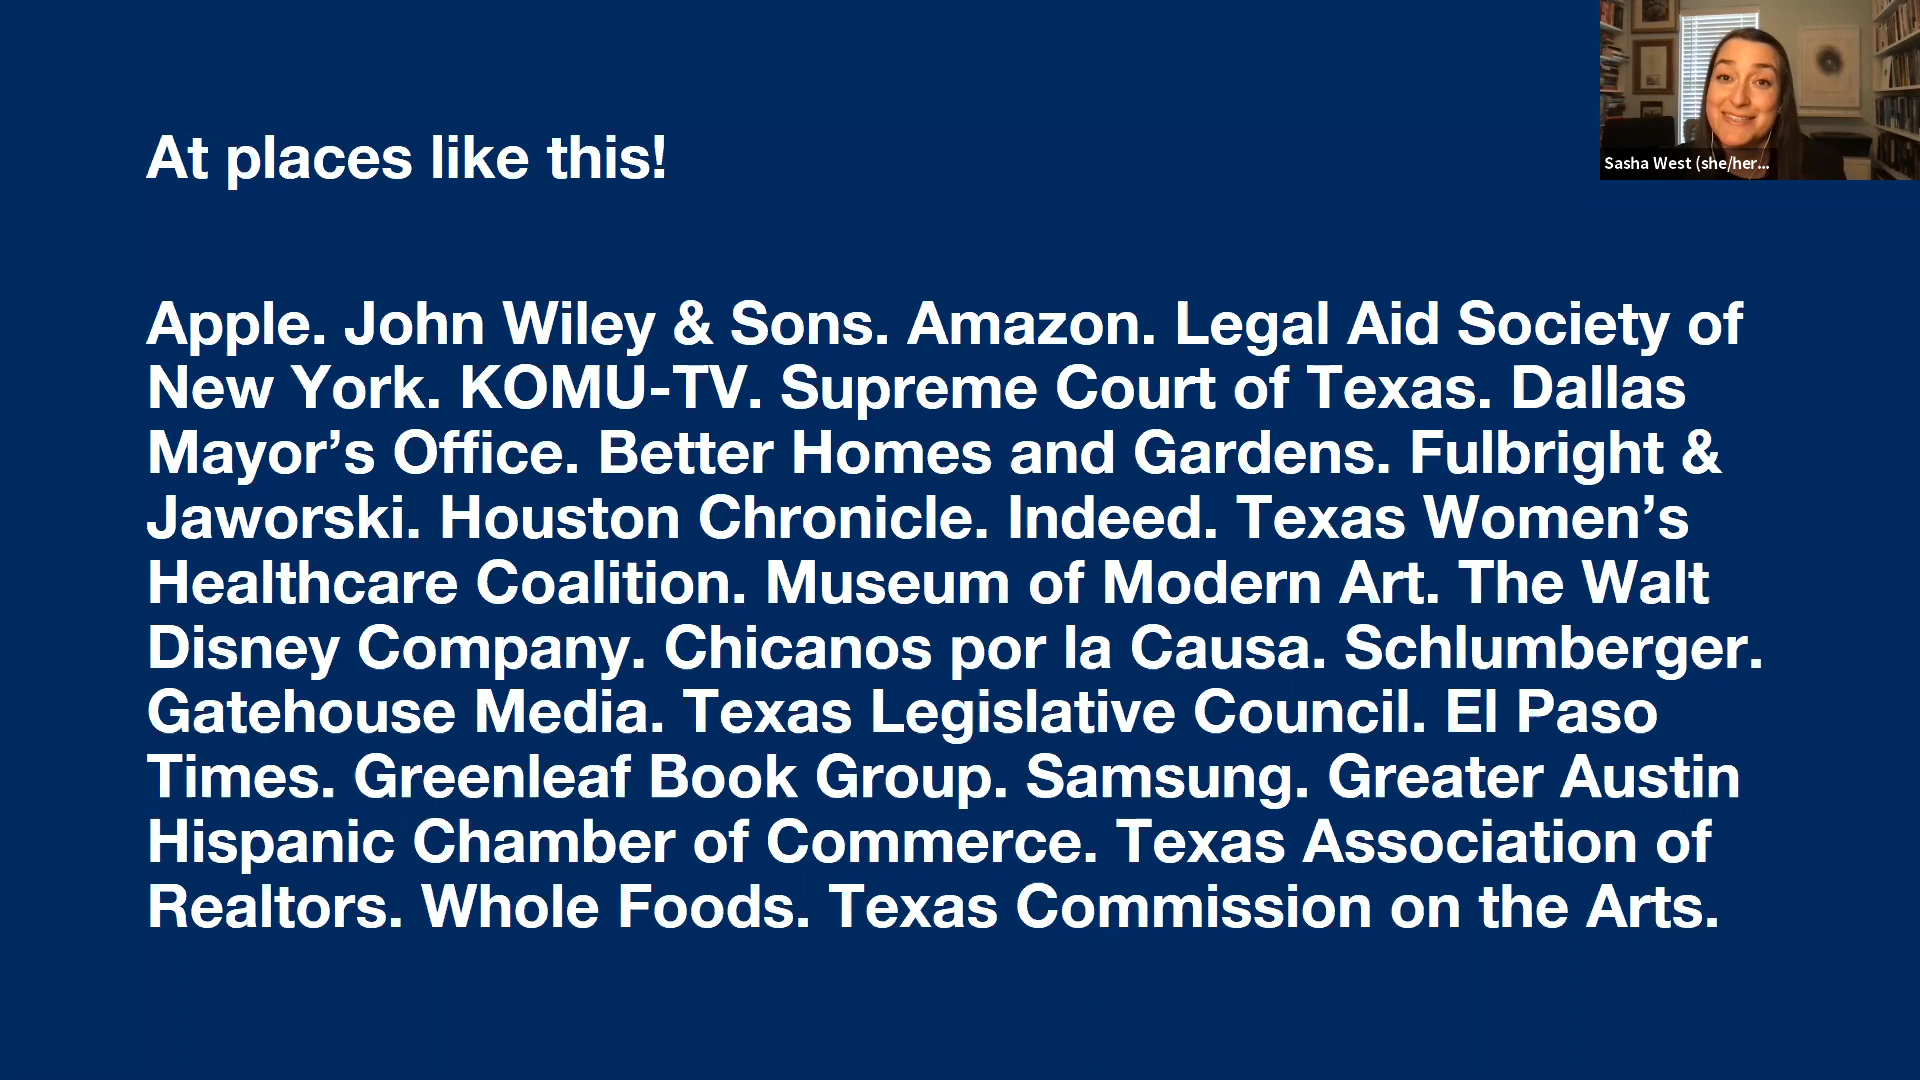 At places like this!
Sasha West (she/her...
Apple. John Wiley & Sons. Amazon. Legal Aid Society of
New York. KOMU-TV. Supreme Court of Texas. Dallas
Mayor’s Office. Better Homes and Gardens. Fulbright &
Jaworski. Houston Chronicle. Indeed. Texas Women’s
Healthcare Coalition. Museum of Modern Art. The Walt
Disney Company. Chicanos por la Causa. Schlumberger.
Gatehouse Media. Texas Legislative Council. El Paso
Times. Greenleaf Book Group. Samsung. Greater Austin
Hispanic Chamber of Commerce. Texas Association of
Realtors. Whole Foods. Texas Commission on the Arts.